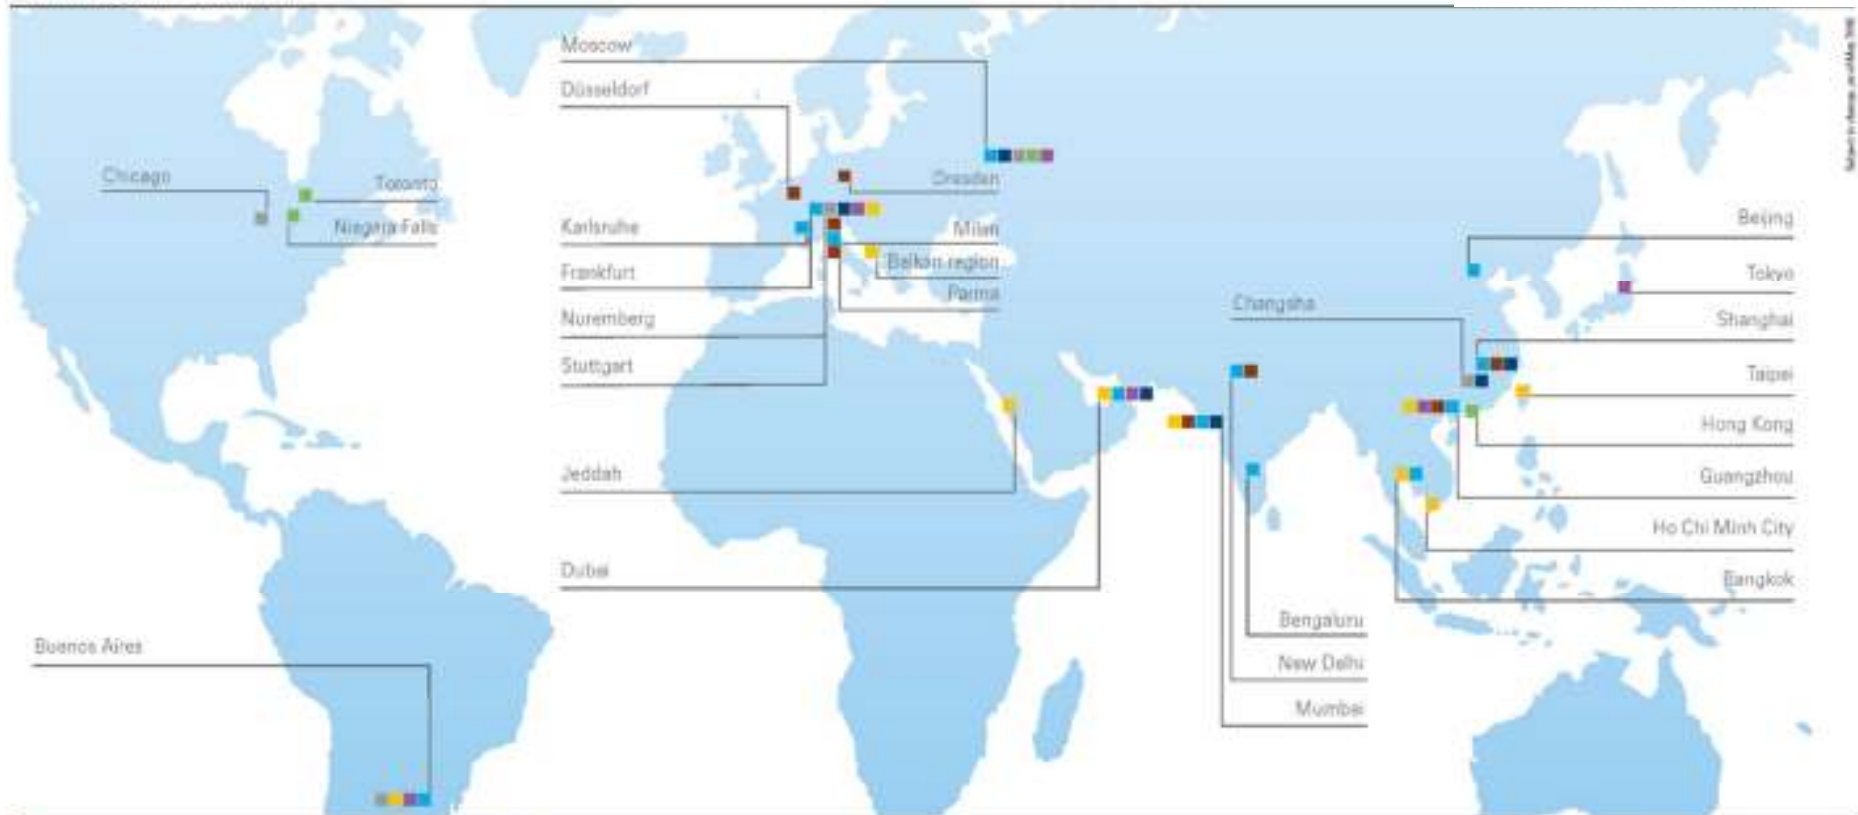 Moscow
Düsseldorf
Chicago
Toronto
Niagara Falls
Dresden
Karlsruhe
Milan
Frankfurt
Balkan region
Parma
Nuremberg
Stuttgart
Jeddah
Dubai
Buenos Aires
Beijing
Tokyo
Changsha
Shanghai
Taipei
Hong Kong
Guangzhou
Ho Chi Minh City
Bangkok
Bengaluru
New Delhi
Mumbai